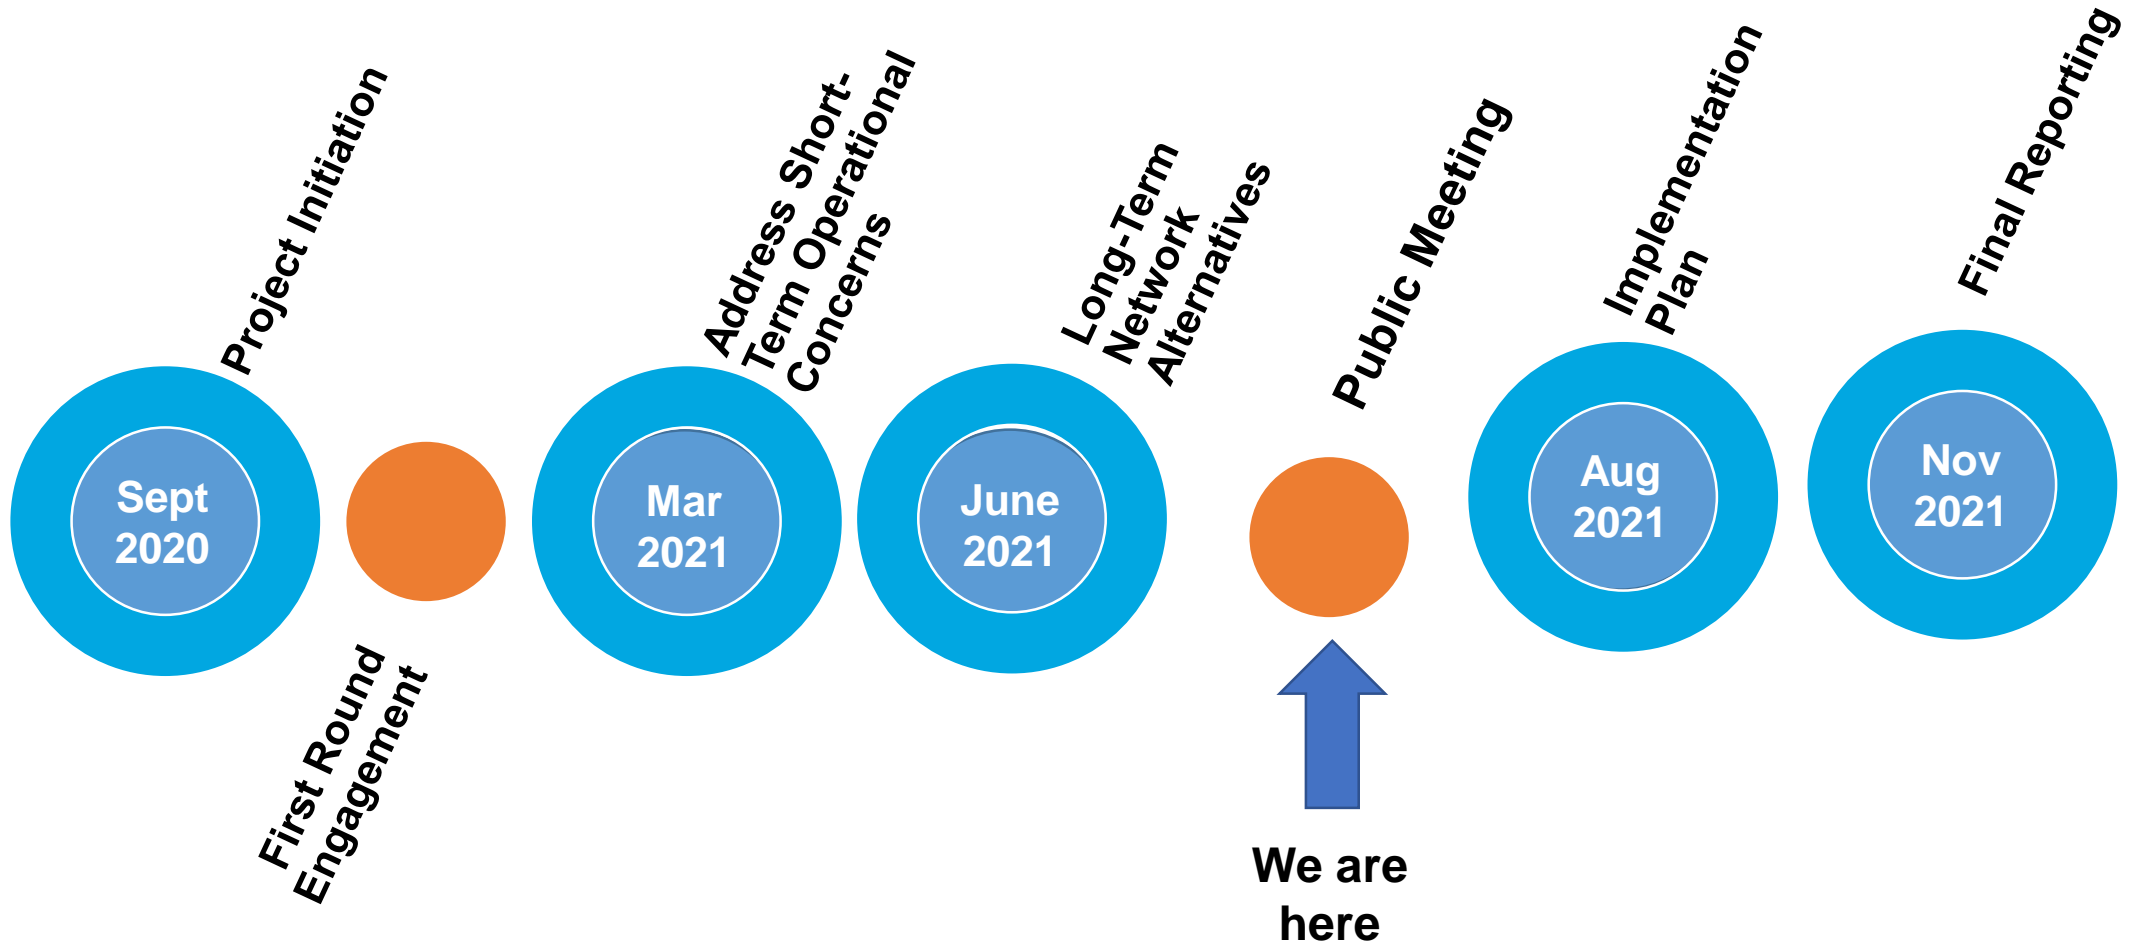 Project Initiation
Sept
2020
First Round
Engagement
Address Short-
Term Operational
Concerns
Mar
2021
Long-Term
Network
Alternatives
June
2021
Public Meeting
We are
here
Implementation
Plan
Aug
2021
Final Reporting
Nov
2021